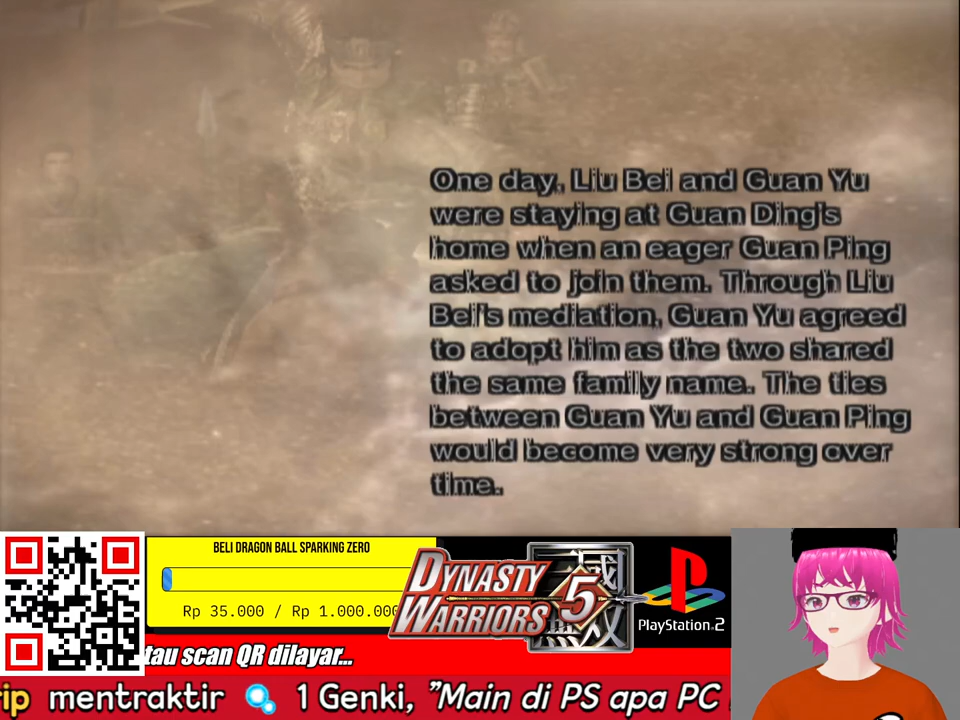 One day, Liu Bei and Guan Yu
were staying at Guan Ding's
home when an eager Guan Ping
asked to join them. Through Liu
Bei's mediation, Guan Yu agreed
to adopt him as the two shared
the same family name. The ties
between Guan Yu and Guan Ping
would become very strong over
time.
BELI DRAGON BALL SPARKING ZERO
Rp 35.000 / Rp 1.000.000
DYNASTY
WARRIORS 5
PlayStation 2
tau scan QR dilayar...
rip mentraktir 1 Genki, "Main di PS apa PC